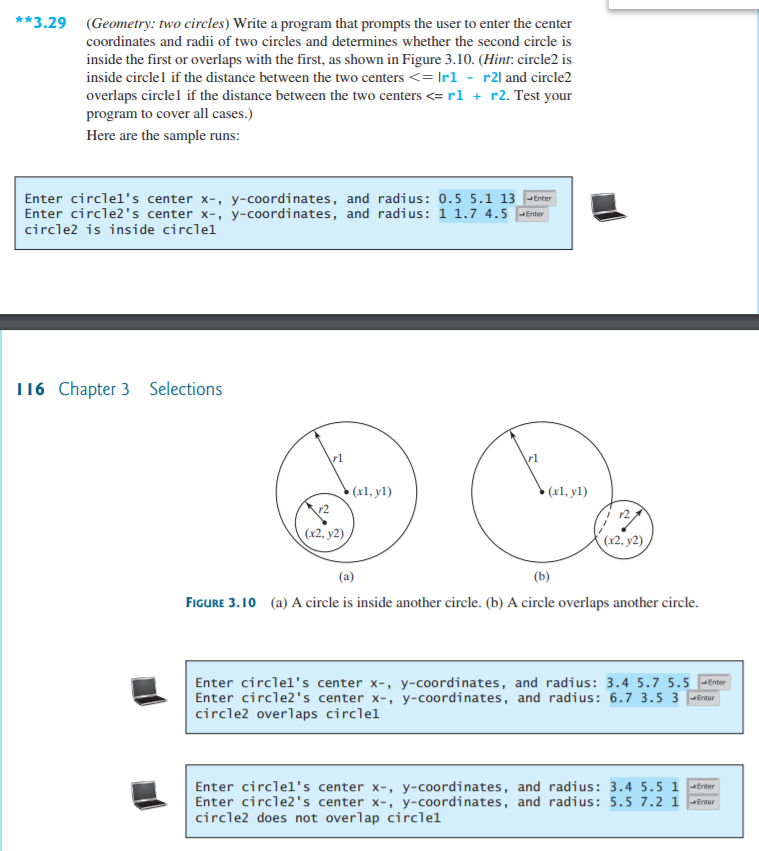 **3.29 (Geometry: two circles) Write a program that prompts the user to enter the center
coordinates and radii of two circles and determines whether the second circle is
inside the first or overlaps with the first, as shown in Figure 3.10. (Hint: circle2 is
inside circle1 if the distance between the two centers <= |r1 - r2| and circle2
overlaps circle1 if the distance between the two centers <= r1 + r2. Test your
program to cover all cases.)
Here are the sample runs:
Enter circle1's center x-, y-coordinates, and radius: 0.5 5.1 13 ↵Enter
Enter circle2's center x-, y-coordinates, and radius: 1 1.7 4.5 ↵Enter
circle2 is inside circle1
116 Chapter 3 Selections
r1
(x1, y1)
r2
(x2, y2)
(a)
r1
(x1, y1)
r2
(x2, y2)
(b)
FIGURE 3.10 (a) A circle is inside another circle. (b) A circle overlaps another circle.
Enter circle1's center x-, y-coordinates, and radius: 3.4 5.7 5.5 ↵Enter
Enter circle2's center x-, y-coordinates, and radius: 6.7 3.5 3 ↵Enter
circle2 overlaps circle1
Enter circle1's center x-, y-coordinates, and radius: 3.4 5.5 1 ↵Enter
Enter circle2's center x-, y-coordinates, and radius: 5.5 7.2 1 ↵Enter
circle2 does not overlap circle1